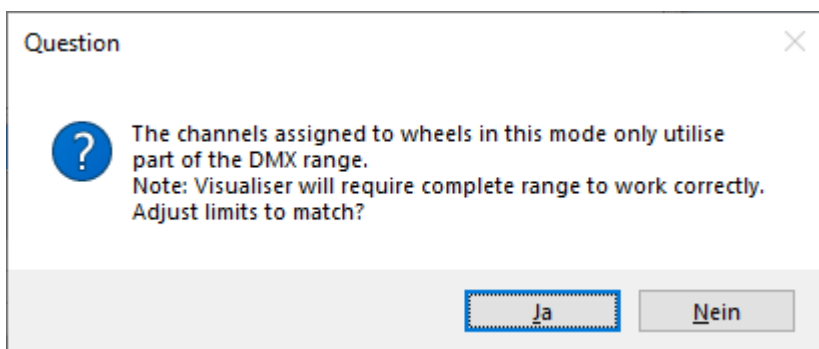 Question
The channels assigned to wheels in this mode only utilise
part of the DMX range.
Note: Visualiser will require complete range to work correctly.
Adjust limits to match?
Ja
Nein